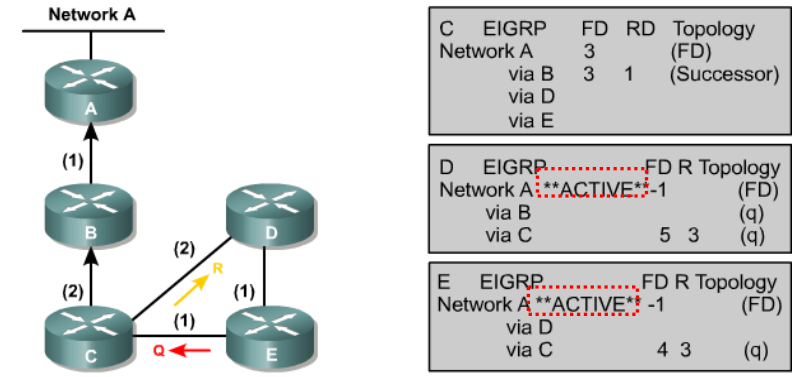 Network A
A
(1)
B
D
(2)
R
(2)
(1)
(1)
C
Q
E
C EIGRP FD RD Topology
Network A 3 (FD)
via B 3 1 (Successor)
via D
via E
D EIGRP FD R Topology
Network A **ACTIVE**-1 (FD)
via B (q)
via C 5 3 (q)
E EIGRP FD R Topology
Network A **ACTIVE** -1 (FD)
via D
via C 4 3 (q)